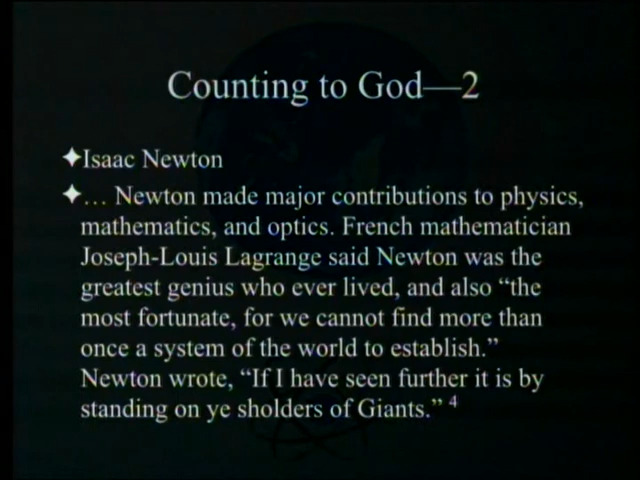 Counting to God—2
✦Isaac Newton
✦… Newton made major contributions to physics,
mathematics, and optics. French mathematician
Joseph-Louis Lagrange said Newton was the
greatest genius who ever lived, and also “the
most fortunate, for we cannot find more than
once a system of the world to establish.”
Newton wrote, “If I have seen further it is by
standing on ye sholders of Giants.” 4